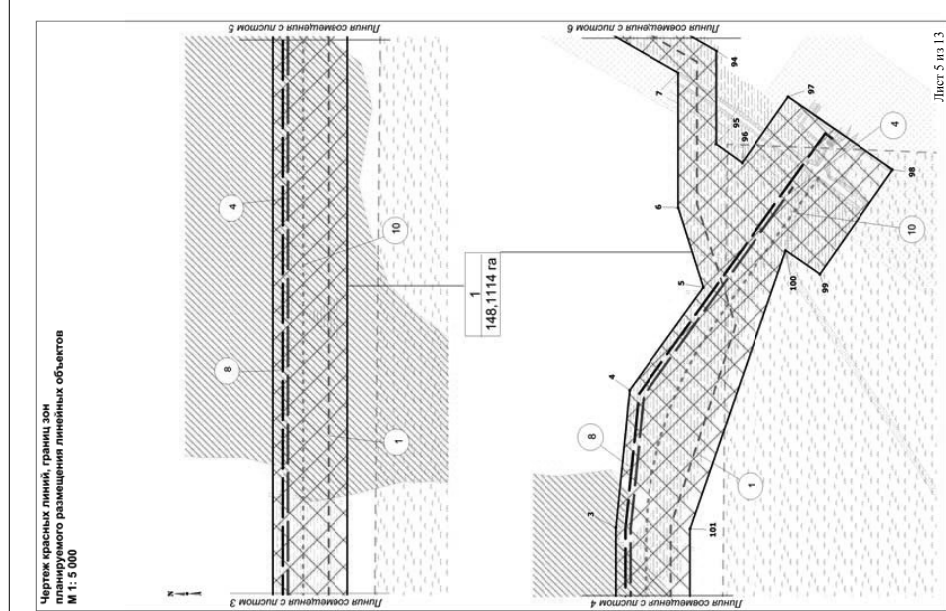 Чертеж красных линий, границ зон
планируемого размещения линейных объектов
М 1: 5 000
N
Линия совмещения с листом 3
Линия совмещения с листом 5
8
4
10
1
1
148,1114 га
Линия совмещения с листом 4
Линия совмещения с листом 6
3
4
5
6
7
8
1
10
4
94
95
96
97
98
99
100
101
Лист 5 из 13